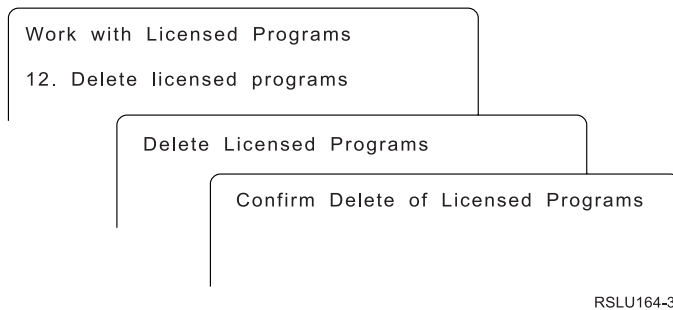 Work with Licensed Programs
12. Delete licensed programs
Delete Licensed Programs
Confirm Delete of Licensed Programs
RSLU164-3